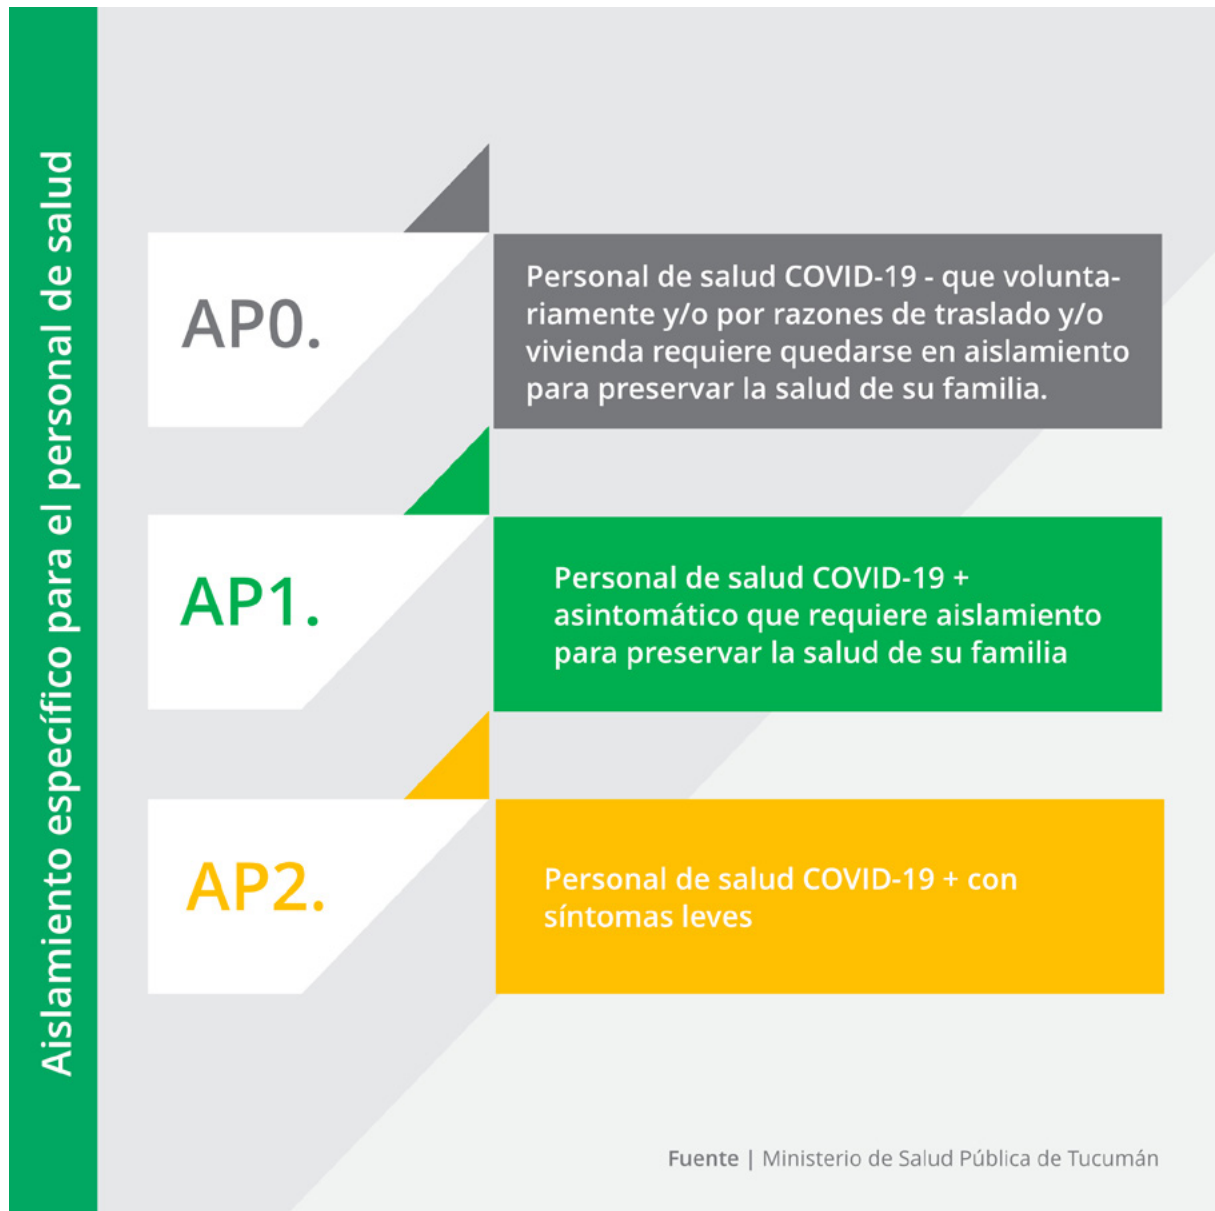 Aislamiento específico para el personal de salud
AP0.
Personal de salud COVID-19 - que volunta-
riamente y/o por razones de traslado y/o
vivienda requiere quedarse en aislamiento
para preservar la salud de su familia.
AP1.
Personal de salud COVID-19 +
asintomático que requiere aislamiento
para preservar la salud de su familia
AP2.
Personal de salud COVID-19 + con
síntomas leves
Fuente | Ministerio de Salud Pública de Tucumán